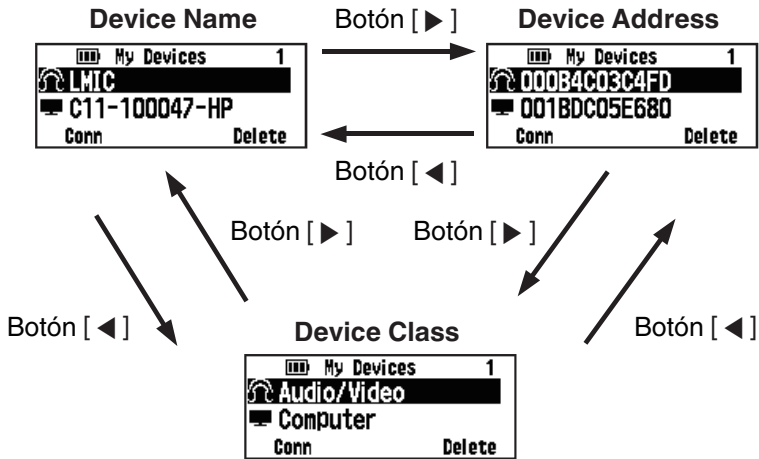 Device Name
Botón [ ▶ ]
Device Address
My Devices 1
LMIC
C11-100047-HP
Conn Delete
My Devices 1
000B4C03C4FD
001BDC05E680
Conn Delete
Botón [ ◀ ]
Botón [ ▶ ]
Botón [ ▶ ]
Botón [ ◀ ]
Botón [ ◀ ]
Device Class
My Devices 1
Audio/Video
Computer
Conn Delete